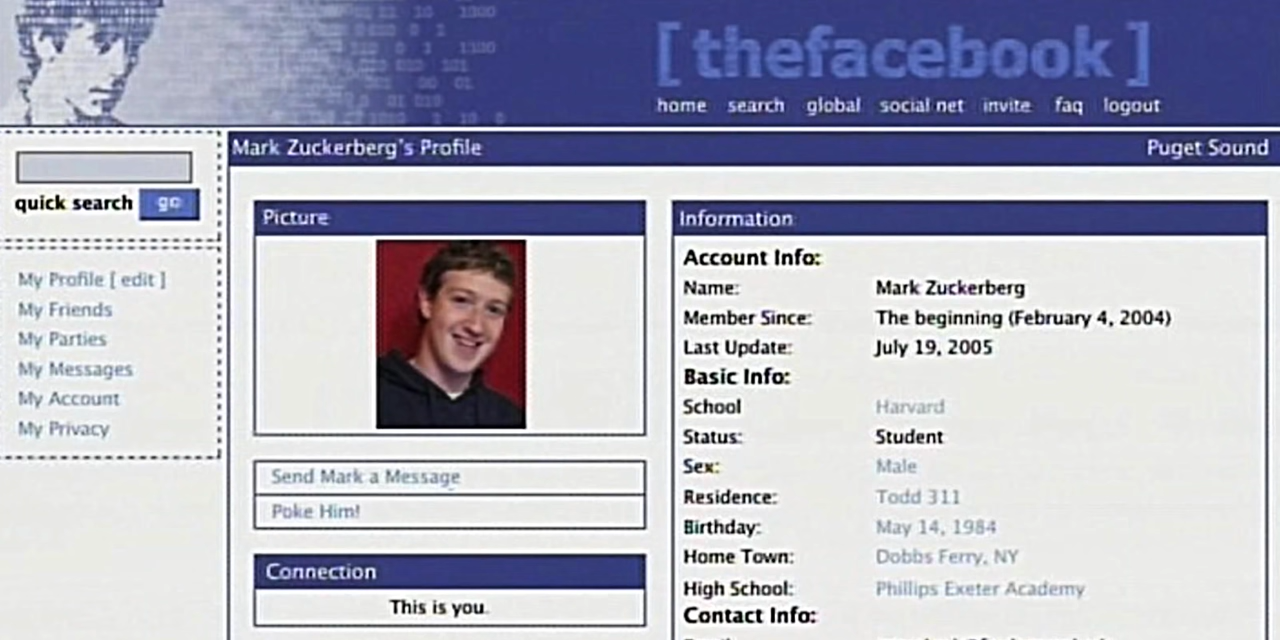 [ thefacebook ]
home search global social net invite faq logout
quick search go
My Profile [ edit ]
My Friends
My Parties
My Messages
My Account
My Privacy
Mark Zuckerberg's Profile Puget Sound
Picture
Send Mark a Message
Poke Him!
Connection
This is you.
Information
Account Info:
Name: Mark Zuckerberg
Member Since: The beginning (February 4, 2004)
Last Update: July 19, 2005
Basic Info:
School Harvard
Status: Student
Sex: Male
Residence: Todd 311
Birthday: May 14, 1984
Home Town: Dobbs Ferry, NY
High School: Phillips Exeter Academy
Contact Info: